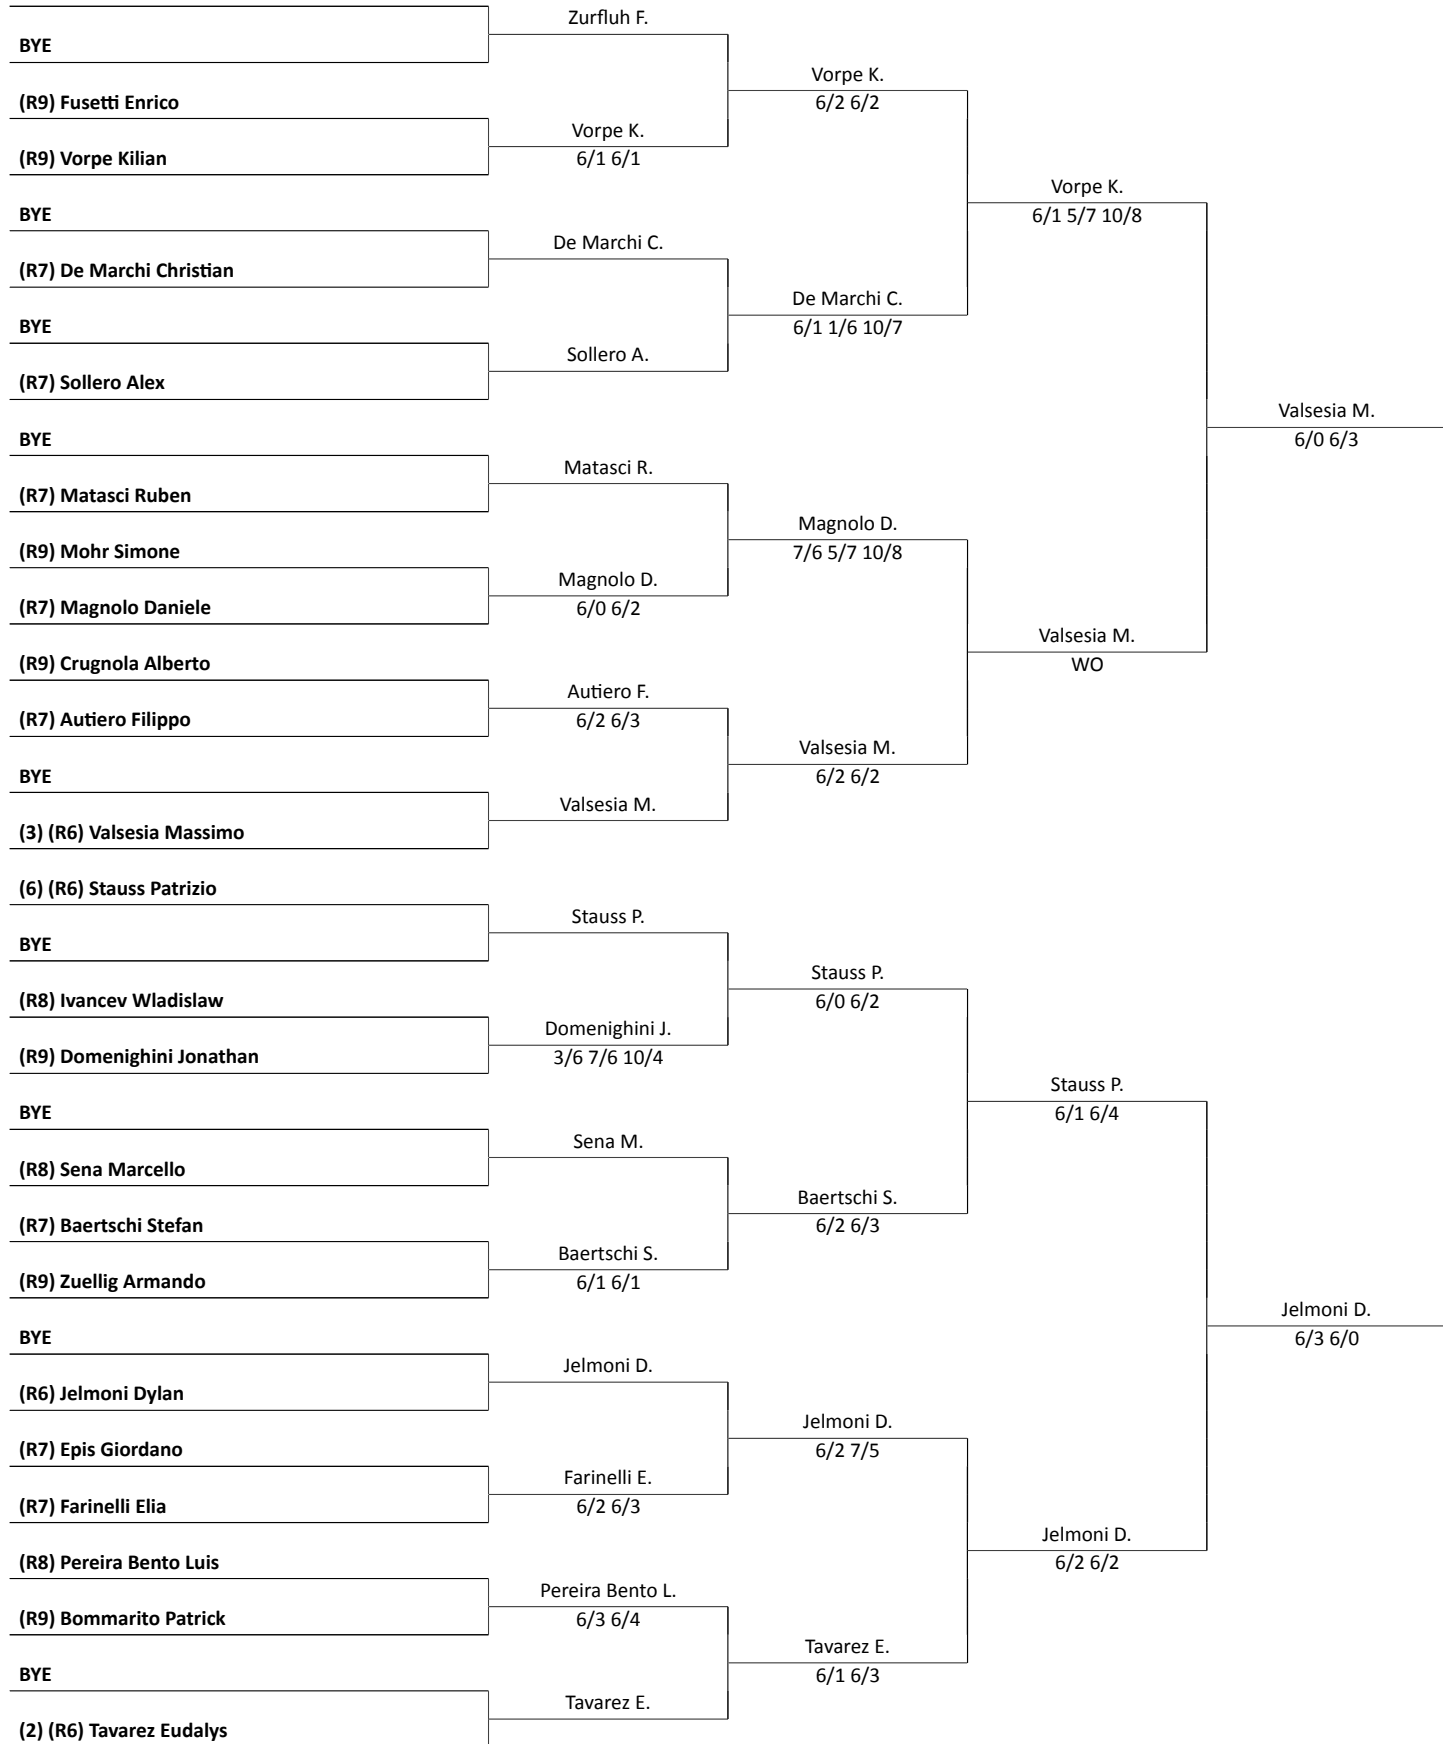 Zurfluh F.
BYE
Vorpe K.
(R9) Fusetti Enrico
6/2 6/2
Vorpe K.
(R9) Vorpe Kilian
6/1 6/1
Vorpe K.
BYE
6/1 5/7 10/8
De Marchi C.
(R7) De Marchi Christian
De Marchi C.
BYE
6/1 1/6 10/7
Sollero A.
(R7) Sollero Alex
Valsesia M.
BYE
6/0 6/3
Matasci R.
(R7) Matasci Ruben
Magnolo D.
(R9) Mohr Simone
7/6 5/7 10/8
Magnolo D.
(R7) Magnolo Daniele
6/0 6/2
Valsesia M.
(R9) Crugnola Alberto
WO
Autiero F.
(R7) Autiero Filippo
6/2 6/3
Valsesia M.
BYE
6/2 6/2
Valsesia M.
(3) (R6) Valsesia Massimo
(6) (R6) Stauss Patrizio
Stauss P.
BYE
Stauss P.
(R8) Ivancev Wladislaw
6/0 6/2
Domenighini J.
(R9) Domenighini Jonathan
3/6 7/6 10/4
Stauss P.
BYE
6/1 6/4
Sena M.
(R8) Sena Marcello
Baertschi S.
(R7) Baertschi Stefan
6/2 6/3
Baertschi S.
(R9) Zuellig Armando
6/1 6/1
Jelmoni D.
BYE
6/3 6/0
Jelmoni D.
(R6) Jelmoni Dylan
Jelmoni D.
(R7) Epis Giordano
6/2 7/5
Farinelli E.
(R7) Farinelli Elia
6/2 6/3
Jelmoni D.
(R8) Pereira Bento Luis
6/2 6/2
Pereira Bento L.
(R9) Bommarito Patrick
6/3 6/4
Tavarez E.
BYE
6/1 6/3
Tavarez E.
(2) (R6) Tavarez Eudalys